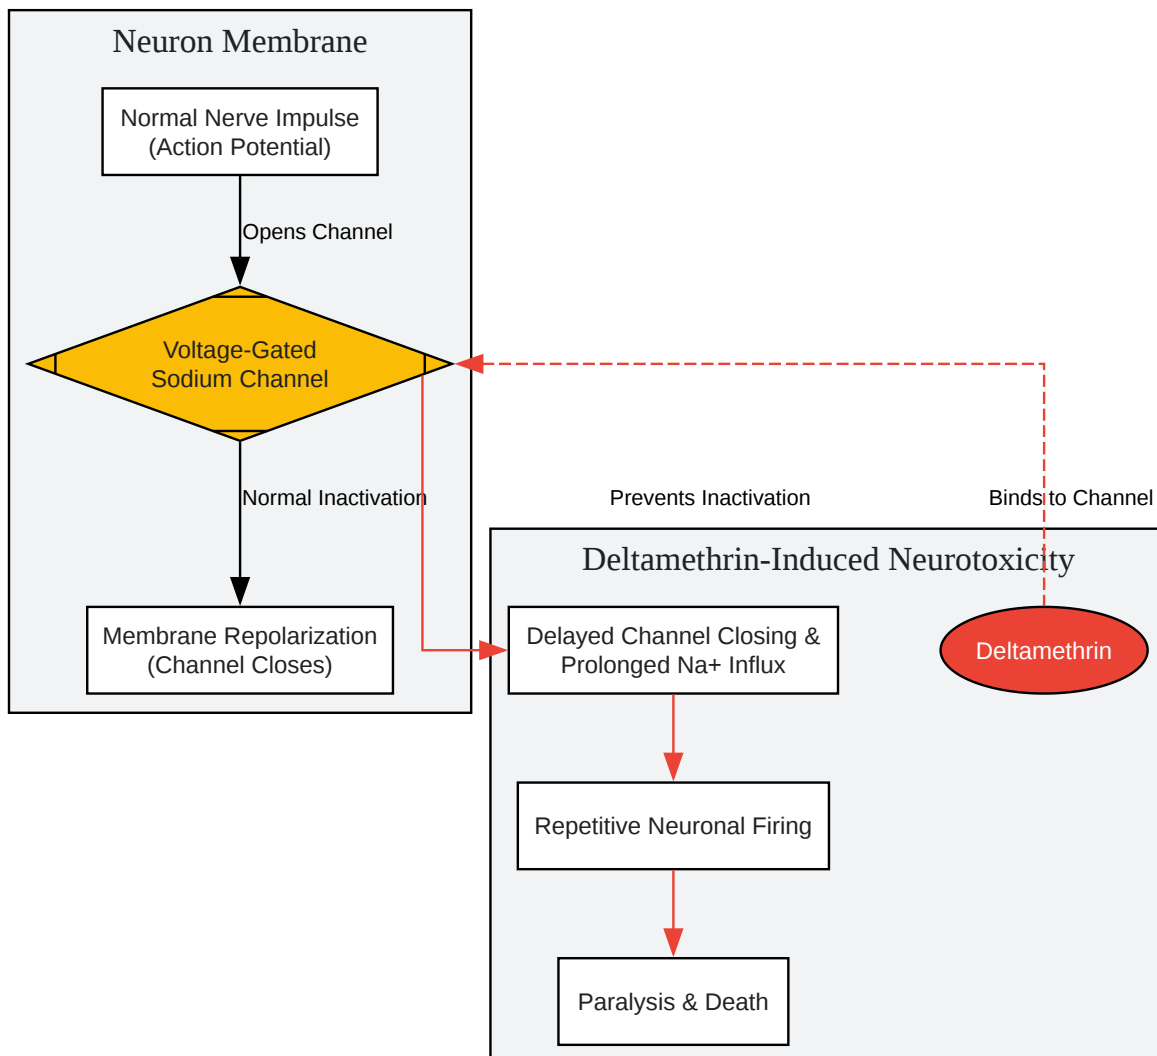 Neuron Membrane
Normal Nerve Impulse
(Action Potential)
Opens Channel
Voltage-Gated
Sodium Channel
Normal Inactivation
Prevents Inactivation
Binds to Channel
Deltamethrin-Induced Neurotoxicity
Membrane Repolarization
(Channel Closes)
Delayed Channel Closing &
Prolonged Na+ Influx
Deltamethrin
Repetitive Neuronal Firing
Paralysis & Death